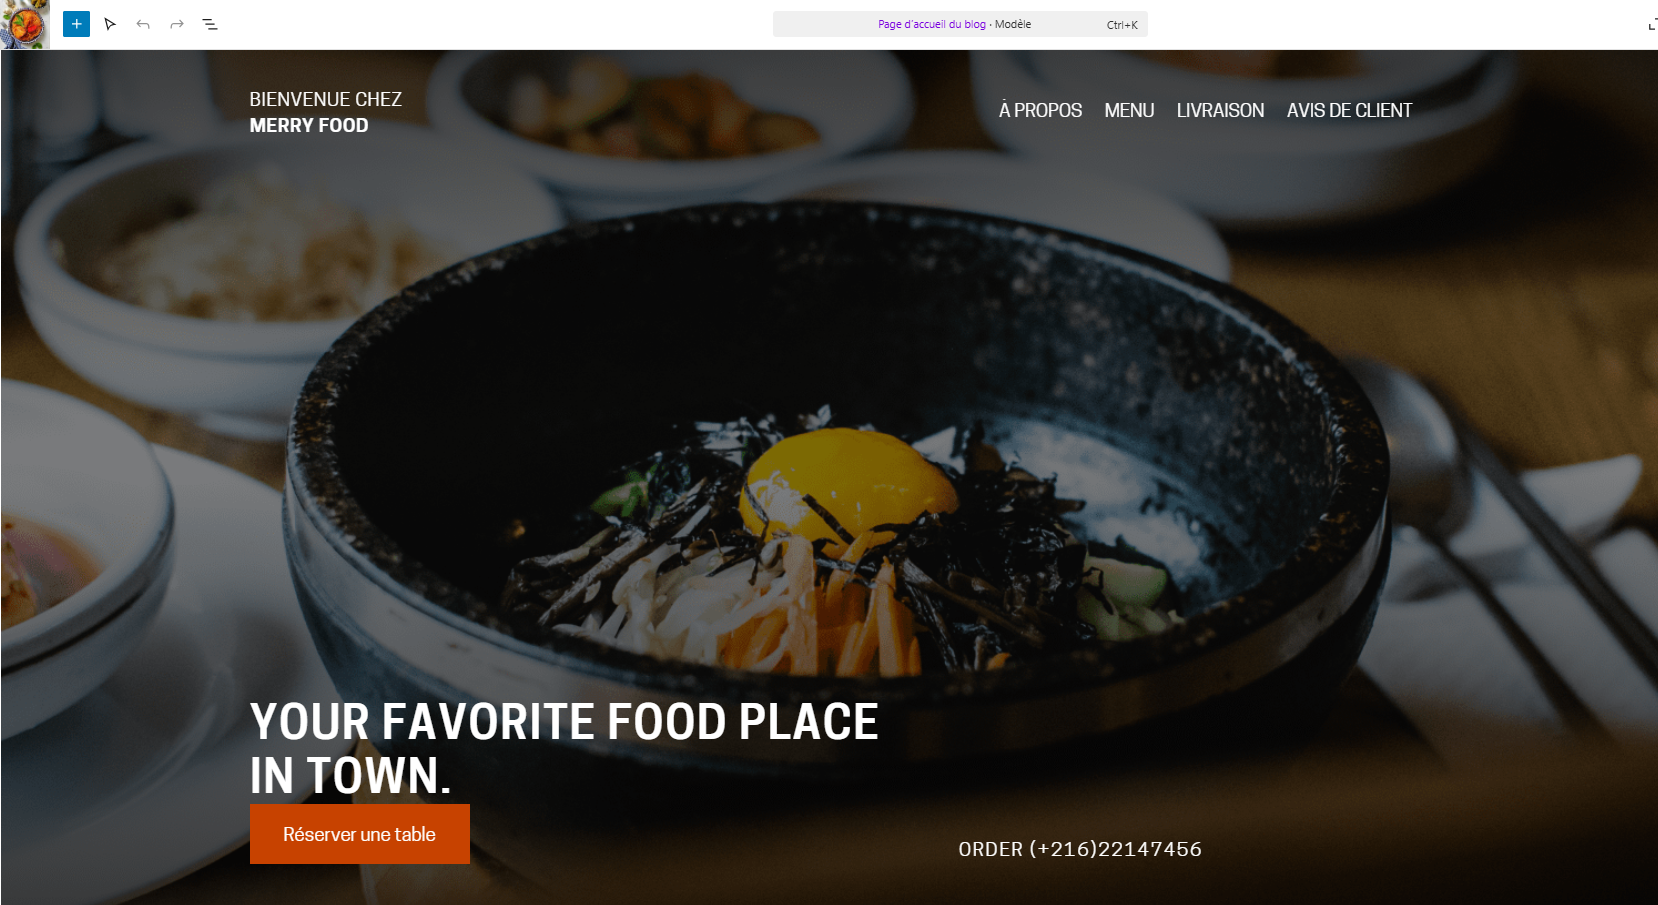 Page d'accueil du blog · Modèle Ctrl+K
BIENVENUE CHEZ
MERRY FOOD
À PROPOS MENU LIVRAISON AVIS DE CLIENT
YOUR FAVORITE FOOD PLACE
IN TOWN.
Réserver une table
ORDER (+216)22147456